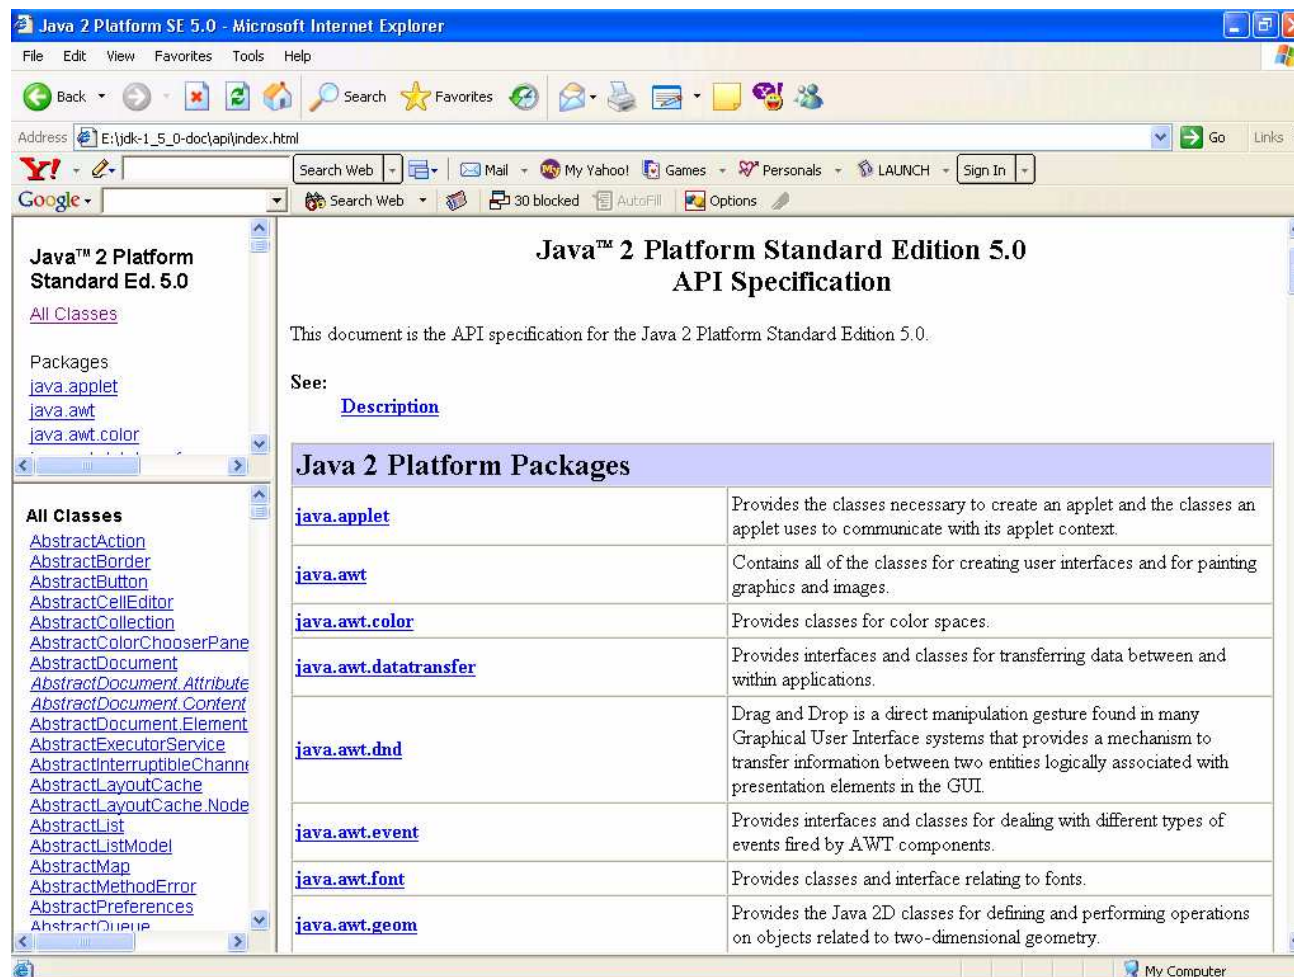 Java 2 Platform SE 5.0 - Microsoft Internet Explorer
File Edit View Favorites Tools Help
Back Search Favorites
Address E:\jdk-1_5_0-doc\api\index.html Go Links
Y! Search Web Mail My Yahoo! Games Personals LAUNCH Sign In
Google Search Web 30 blocked AutoFill Options
Java™ 2 Platform
Standard Ed. 5.0
All Classes
Packages
java.applet
java.awt
java.awt.color
All Classes
AbstractAction
AbstractBorder
AbstractButton
AbstractCellEditor
AbstractCollection
AbstractColorChooserPane
AbstractDocument
AbstractDocument.Attribute
AbstractDocument.Content
AbstractDocument.Element
AbstractExecutorService
AbstractInterruptibleChanne
AbstractLayoutCache
AbstractLayoutCache.Node
AbstractList
AbstractListModel
AbstractMap
AbstractMethodError
AbstractPreferences
AbstractQueue
Java™ 2 Platform Standard Edition 5.0
API Specification
This document is the API specification for the Java 2 Platform Standard Edition 5.0.
See:
Description
Java 2 Platform Packages
java.applet
Provides the classes necessary to create an applet and the classes an
applet uses to communicate with its applet context.
java.awt
Contains all of the classes for creating user interfaces and for painting
graphics and images.
java.awt.color
Provides classes for color spaces.
java.awt.datatransfer
Provides interfaces and classes for transferring data between and
within applications.
java.awt.dnd
Drag and Drop is a direct manipulation gesture found in many
Graphical User Interface systems that provides a mechanism to
transfer information between two entities logically associated with
presentation elements in the GUI.
java.awt.event
Provides interfaces and classes for dealing with different types of
events fired by AWT components.
java.awt.font
Provides classes and interface relating to fonts.
java.awt.geom
Provides the Java 2D classes for defining and performing operations
on objects related to two-dimensional geometry.
My Computer